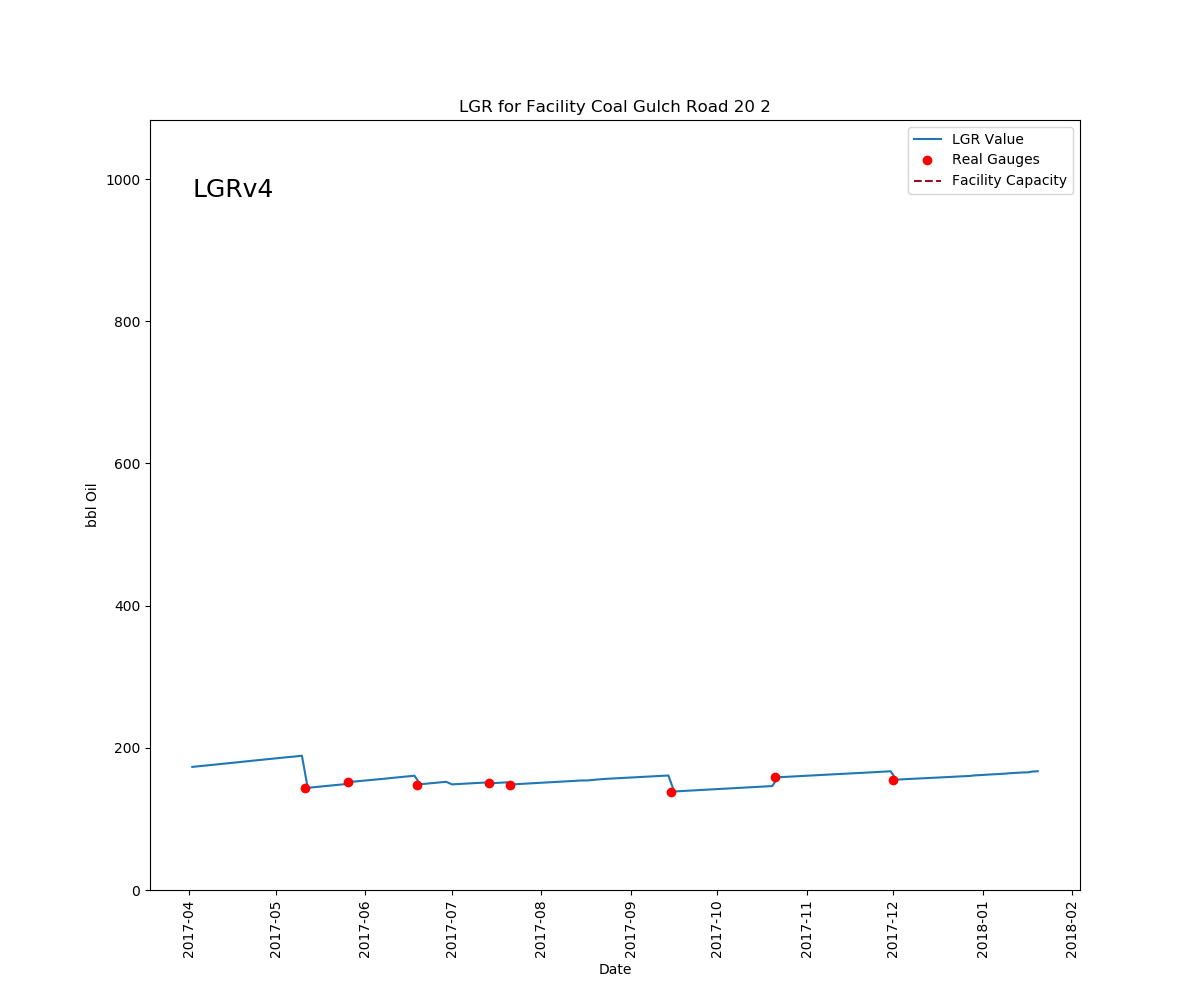 LGR for Facility Coal Gulch Road 20 2
LGR Value
Real Gauges
Facility Capacity
LGRv4
1000
800
600
400
200
0
bbl Oil
2017-04
2017-05
2017-06
2017-07
2017-08
2017-09
2017-10
2017-11
2017-12
2018-01
2018-02
Date